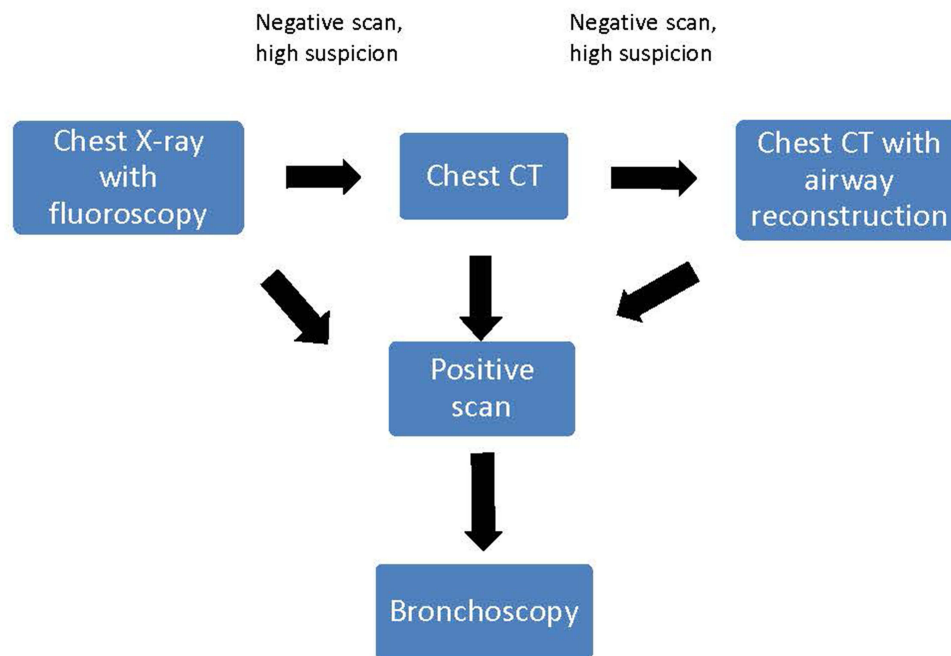 Negative scan,
high suspicion
Negative scan,
high suspicion
Chest X-ray
with
fluoroscopy
Chest CT
Chest CT with
airway
reconstruction
Positive
scan
Bronchoscopy